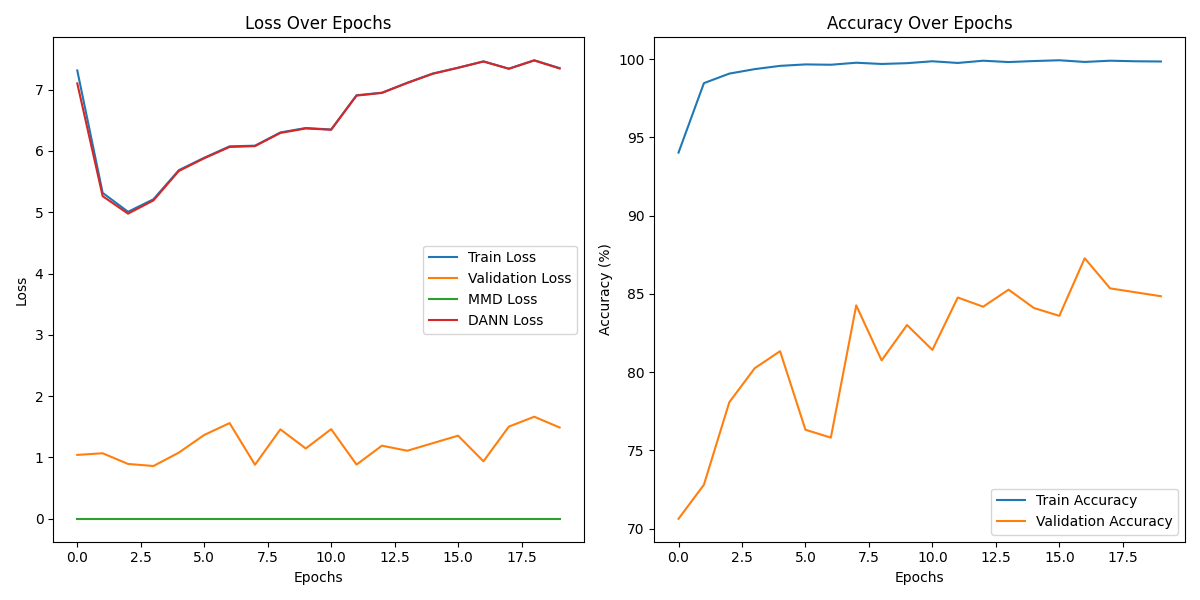 Loss Over Epochs
Loss
7
6
5
4
3
2
1
0
Train Loss
Validation Loss
MMD Loss
DANN Loss
0.0 2.5 5.0 7.5 10.0 12.5 15.0 17.5
Epochs
Accuracy Over Epochs
Accuracy (%)
100
95
90
85
80
75
70
Train Accuracy
Validation Accuracy
0.0 2.5 5.0 7.5 10.0 12.5 15.0 17.5
Epochs